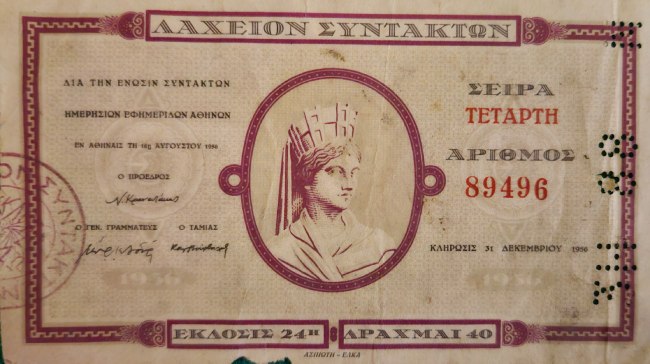 ΛΑΧΕΙΟΝ ΣΥΝΤΑΚΤΩΝ
ΔΙΑ ΤΗΝ ΕΝΩΣΙΝ ΣΥΝΤΑΚΤΩΝ
ΗΜΕΡΗΣΙΩΝ ΕΦΗΜΕΡΙΔΩΝ ΑΘΗΝΩΝ
ΕΝ ΑΘΗΝΑΙΣ ΤΗ 16ῃ ΑΥΓΟΥΣΤΟΥ 1950
Ο ΠΡΟΕΔΡΟΣ
Ο ΓΕΝ. ΓΡΑΜΜΑΤΕΥΣ Ο ΤΑΜΙΑΣ
ΣΕΙΡΑ
ΤΕΤΑΡΤΗ
ΑΡΙΘΜΟΣ
89496
ΚΛΗΡΩΣΙΣ 31 ΔΕΚΕΜΒΡΙΟΥ 1950
ΕΚΔΟΣΙΣ 24Η ΔΡΑΧΜΑΙ 40
ΑΣΠΙΩΤΗ - ΕΛΚΑ